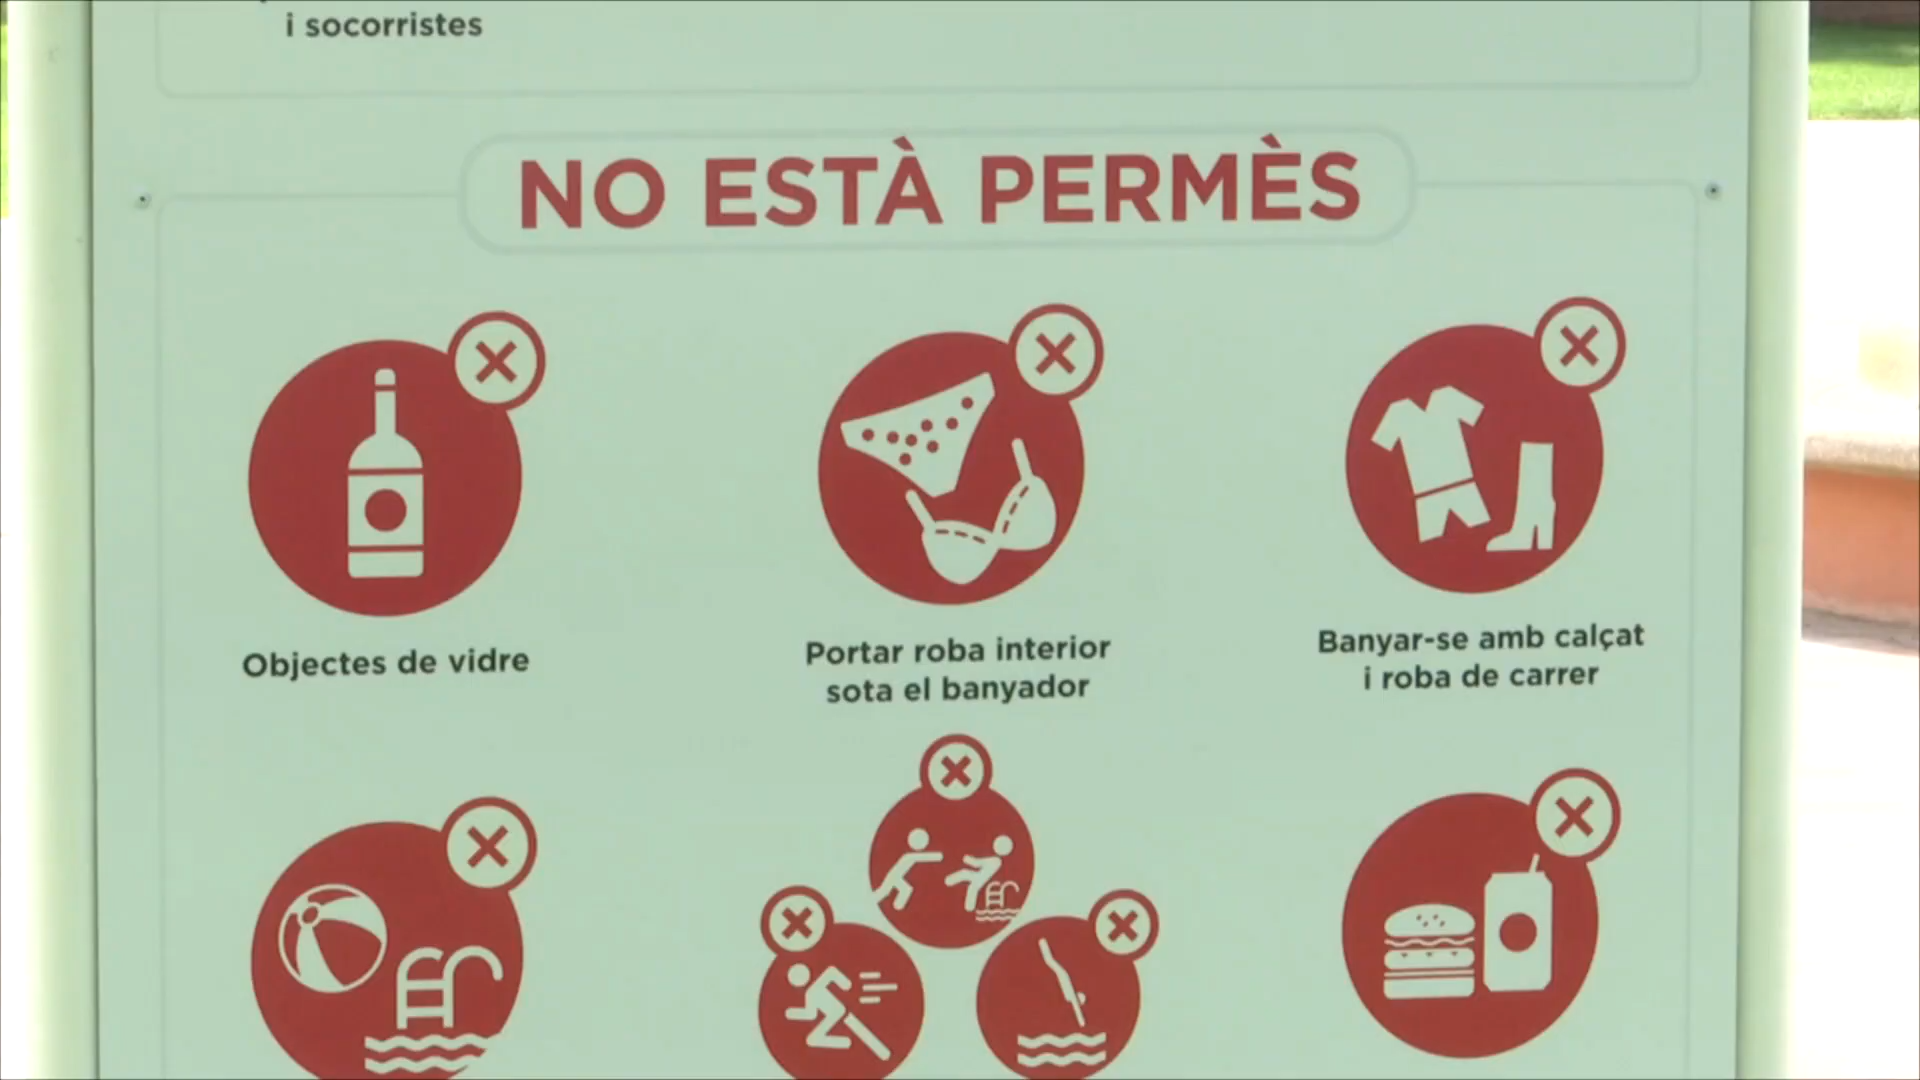 i socorristes
NO ESTÀ PERMÈS
Objectes de vidre
Portar roba interior
sota el banyador
Banyar-se amb calçat
i roba de carrer